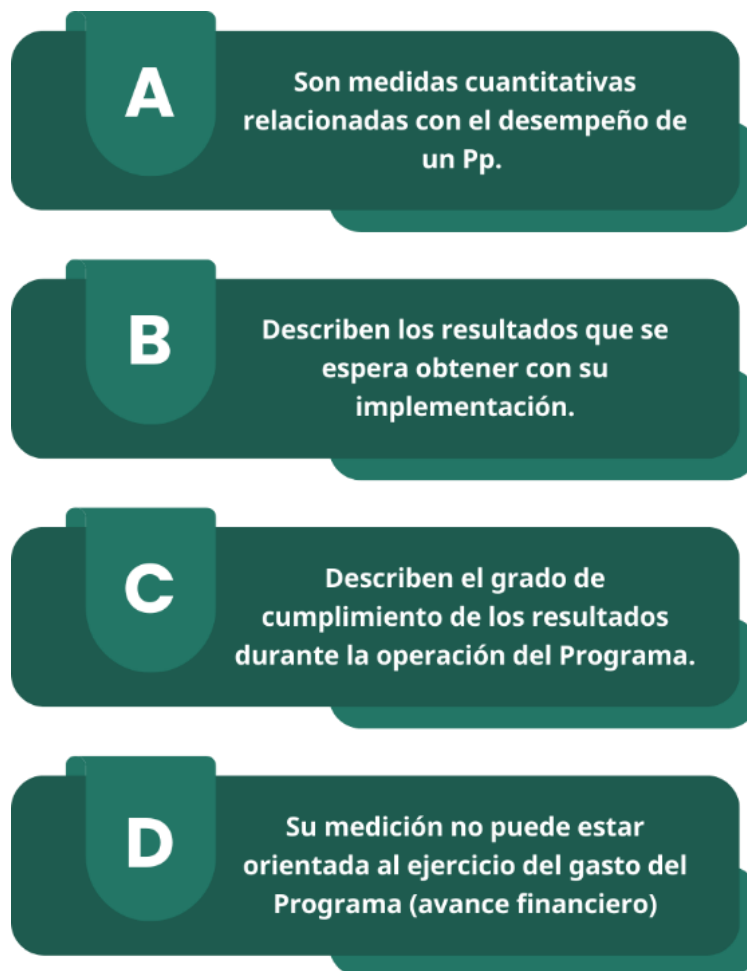 A
Son medidas cuantitativas
relacionadas con el desempeño de
un Pp.
B
Describen los resultados que se
espera obtener con su
implementación.
C
Describen el grado de
cumplimiento de los resultados
durante la operación del Programa.
D
Su medición no puede estar
orientada al ejercicio del gasto del
Programa (avance financiero)